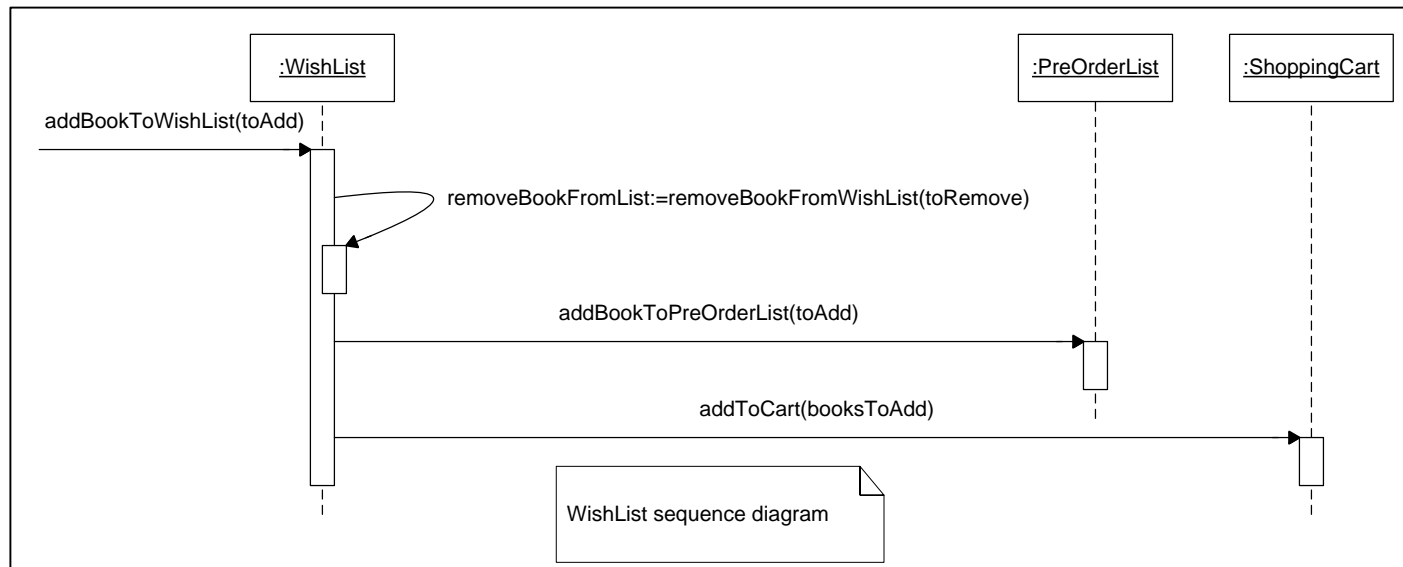 :WishList
:PreOrderList
:ShoppingCart
addBookToWishList(toAdd)
removeBookFromList:=removeBookFromWishList(toRemove)
addBookToPreOrderList(toAdd)
addToCart(booksToAdd)
WishList sequence diagram